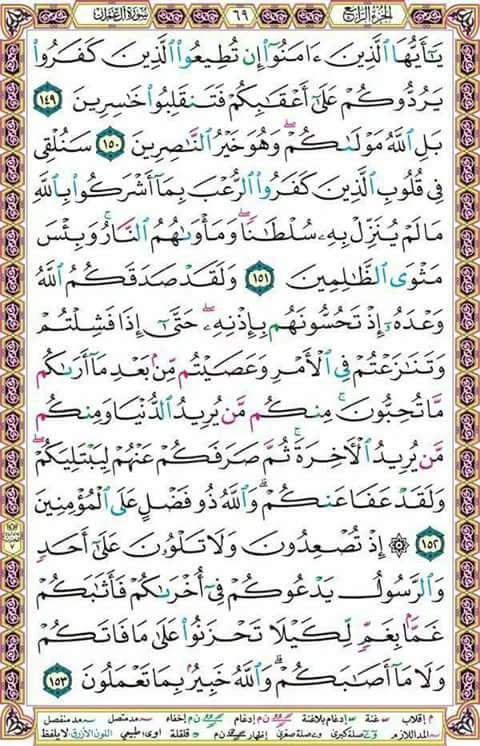 الجزء الرابع ٦٩ سورة آل عمران
يَـٰٓأَيُّهَا ٱلَّذِينَ ءَامَنُوٓا۟ إِن تُطِيعُوا۟ ٱلَّذِينَ كَفَرُوا۟
يَرُدُّوكُمْ عَلَىٰٓ أَعْقَـٰبِكُمْ فَتَنقَلِبُوا۟ خَـٰسِرِينَ ١٤٩
بَلِ ٱللَّهُ مَوْلَىٰكُمْ ۖ وَهُوَ خَيْرُ ٱلنَّـٰصِرِينَ ١٥٠ سَنُلْقِى
فِى قُلُوبِ ٱلَّذِينَ كَفَرُوا۟ ٱلرُّعْبَ بِمَآ أَشْرَكُوا۟ بِٱللَّهِ
مَا لَمْ يُنَزِّلْ بِهِۦ سُلْطَـٰنًا ۖ وَمَأْوَىٰهُمُ ٱلنَّارُ ۚ وَبِئْسَ
مَثْوَى ٱلظَّـٰلِمِينَ ١٥١ وَلَقَدْ صَدَقَكُمُ ٱللَّهُ
وَعْدَهُۥٓ إِذْ تَحُسُّونَهُم بِإِذْنِهِۦ ۖ حَتَّىٰٓ إِذَا فَشِلْتُمْ
وَتَنَـٰزَعْتُمْ فِى ٱلْأَمْرِ وَعَصَيْتُم مِّنۢ بَعْدِ مَآ أَرَىٰكُم
مَّا تُحِبُّونَ ۚ مِنكُم مَّن يُرِيدُ ٱلدُّنْيَا وَمِنكُم
مَّن يُرِيدُ ٱلْـَٔاخِرَةَ ۚ ثُمَّ صَرَفَكُمْ عَنْهُمْ لِيَبْتَلِيَكُمْ ۖ
وَلَقَدْ عَفَا عَنكُمْ ۗ وَٱللَّهُ ذُو فَضْلٍ عَلَى ٱلْمُؤْمِنِينَ
١٥٢ ۞ إِذْ تُصْعِدُونَ وَلَا تَلْوُۥنَ عَلَىٰٓ أَحَدٍ
وَٱلرَّسُولُ يَدْعُوكُمْ فِىٓ أُخْرَىٰكُمْ فَأَثَـٰبَكُمْ
غَمًّۢا بِغَمٍّ لِّكَيْلَا تَحْزَنُوا۟ عَلَىٰ مَا فَاتَكُمْ
وَلَا مَآ أَصَـٰبَكُمْ ۗ وَٱللَّهُ خَبِيرٌۢ بِمَا تَعْمَلُونَ ١٥٣
م إقلاب غنة إدغام بلاغنة ن م إدغام ن م إخفاء مد متصل مد منفصل
المد اللازم صلة كبرى صلة صغرى إظهار ن م قلقلة اوى: طبيعي اللون الأزرق: لا يلفظ